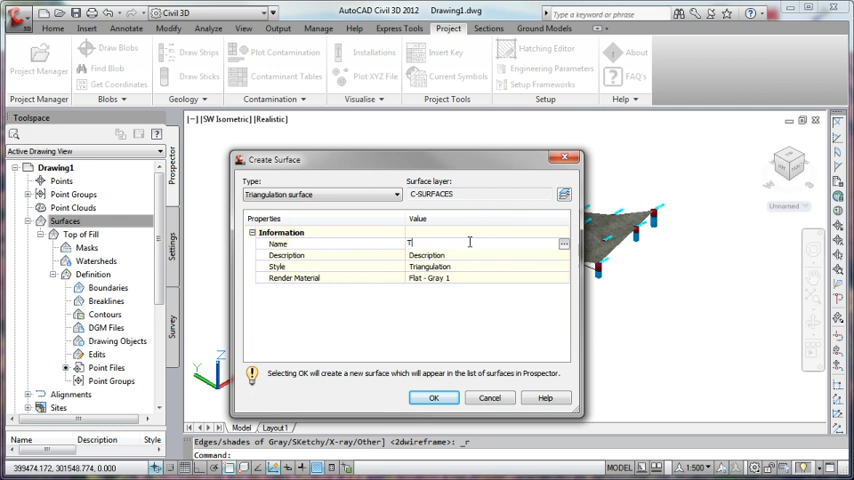 Civil 3D
AutoCAD Civil 3D 2012 Drawing1.dwg
Type a keyword or phrase
Home Insert Annotate Modify Analyze View Manage Output Help Express Tools Project Sections Ground Models
Project Manager
Draw Blobs
Find Blob
Get Coordinates
Draw Strips
Draw Sticks
Plot Contamination
Contaminant Tables
Installations
Plot XYZ File
Insert Key
Current Symbols
Hatching Editor
Engineering Parameters
Setup Frameworks
About
FAQ's
Project Manager Blobs Geology Contamination Visualise Project Tools Setup Help
Toolspace
Active Drawing View
Drawing1
Points
Point Groups
Point Clouds
Surfaces
Top of Fill
Masks
Watersheds
Definition
Boundaries
Breaklines
Contours
DGM Files
Drawing Objects
Edits
Point Files
Point Groups
Alignments
Sites
Name Description Style
Prospector
Settings
Survey
[−] [SW Isometric] [Realistic]
Create Surface
Type:
Surface layer:
Triangulation surface
C-SURFACES
Properties Value
Information
Name T
Description Description
Style Triangulation
Render Material Flat - Gray 1
Selecting OK will create a new surface which will appear in the list of surfaces in Prospector.
OK Cancel Help
Unnamed
Z
Y
Model Layout1
Edges/shades of Gray/SKetchy/X-ray/Other] <2dwireframe>: _r
Command:
399474.172, 301548.774, 0.000
MODEL
1:500